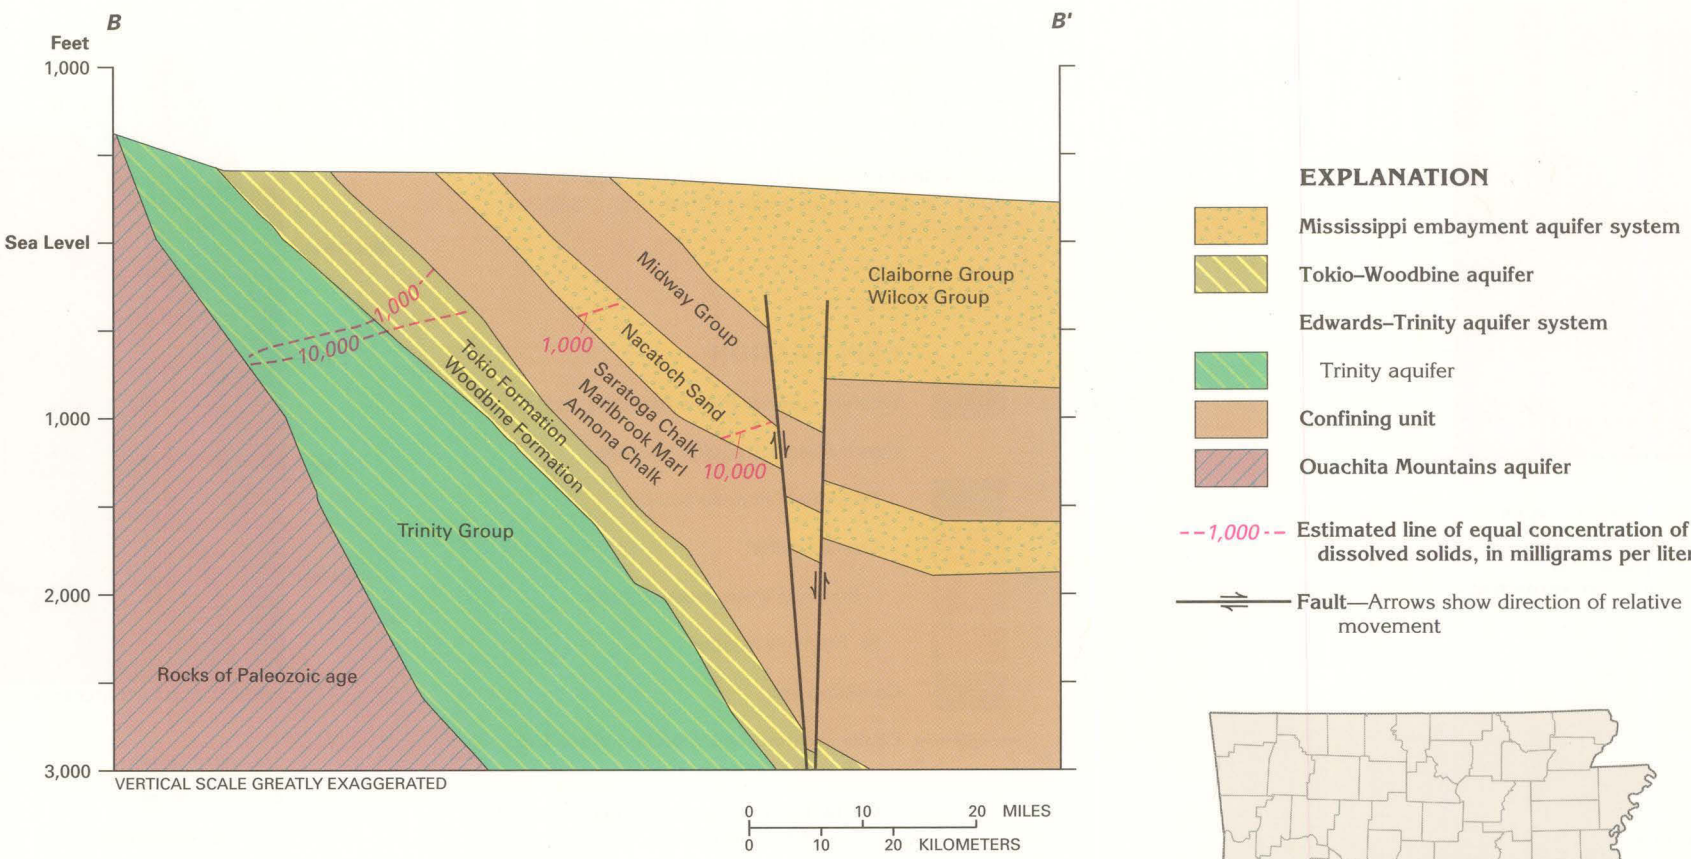 B
B'
Feet
1,000
Sea Level
1,000
2,000
3,000
1,000
10,000
Midway Group
Claiborne Group
Wilcox Group
1,000
Nacatoch Sand
Tokio Formation
Woodbine Formation
Saratoga Chalk
Marlbrook Marl
Annona Chalk
10,000
Trinity Group
Rocks of Paleozoic age
VERTICAL SCALE GREATLY EXAGGERATED
0 10 20 MILES
0 10 20 KILOMETERS
EXPLANATION
Mississippi embayment aquifer system
Tokio–Woodbine aquifer
Edwards–Trinity aquifer system
Trinity aquifer
Confining unit
Ouachita Mountains aquifer
1,000 Estimated line of equal concentration of
dissolved solids, in milligrams per liter
Fault—Arrows show direction of relative
movement